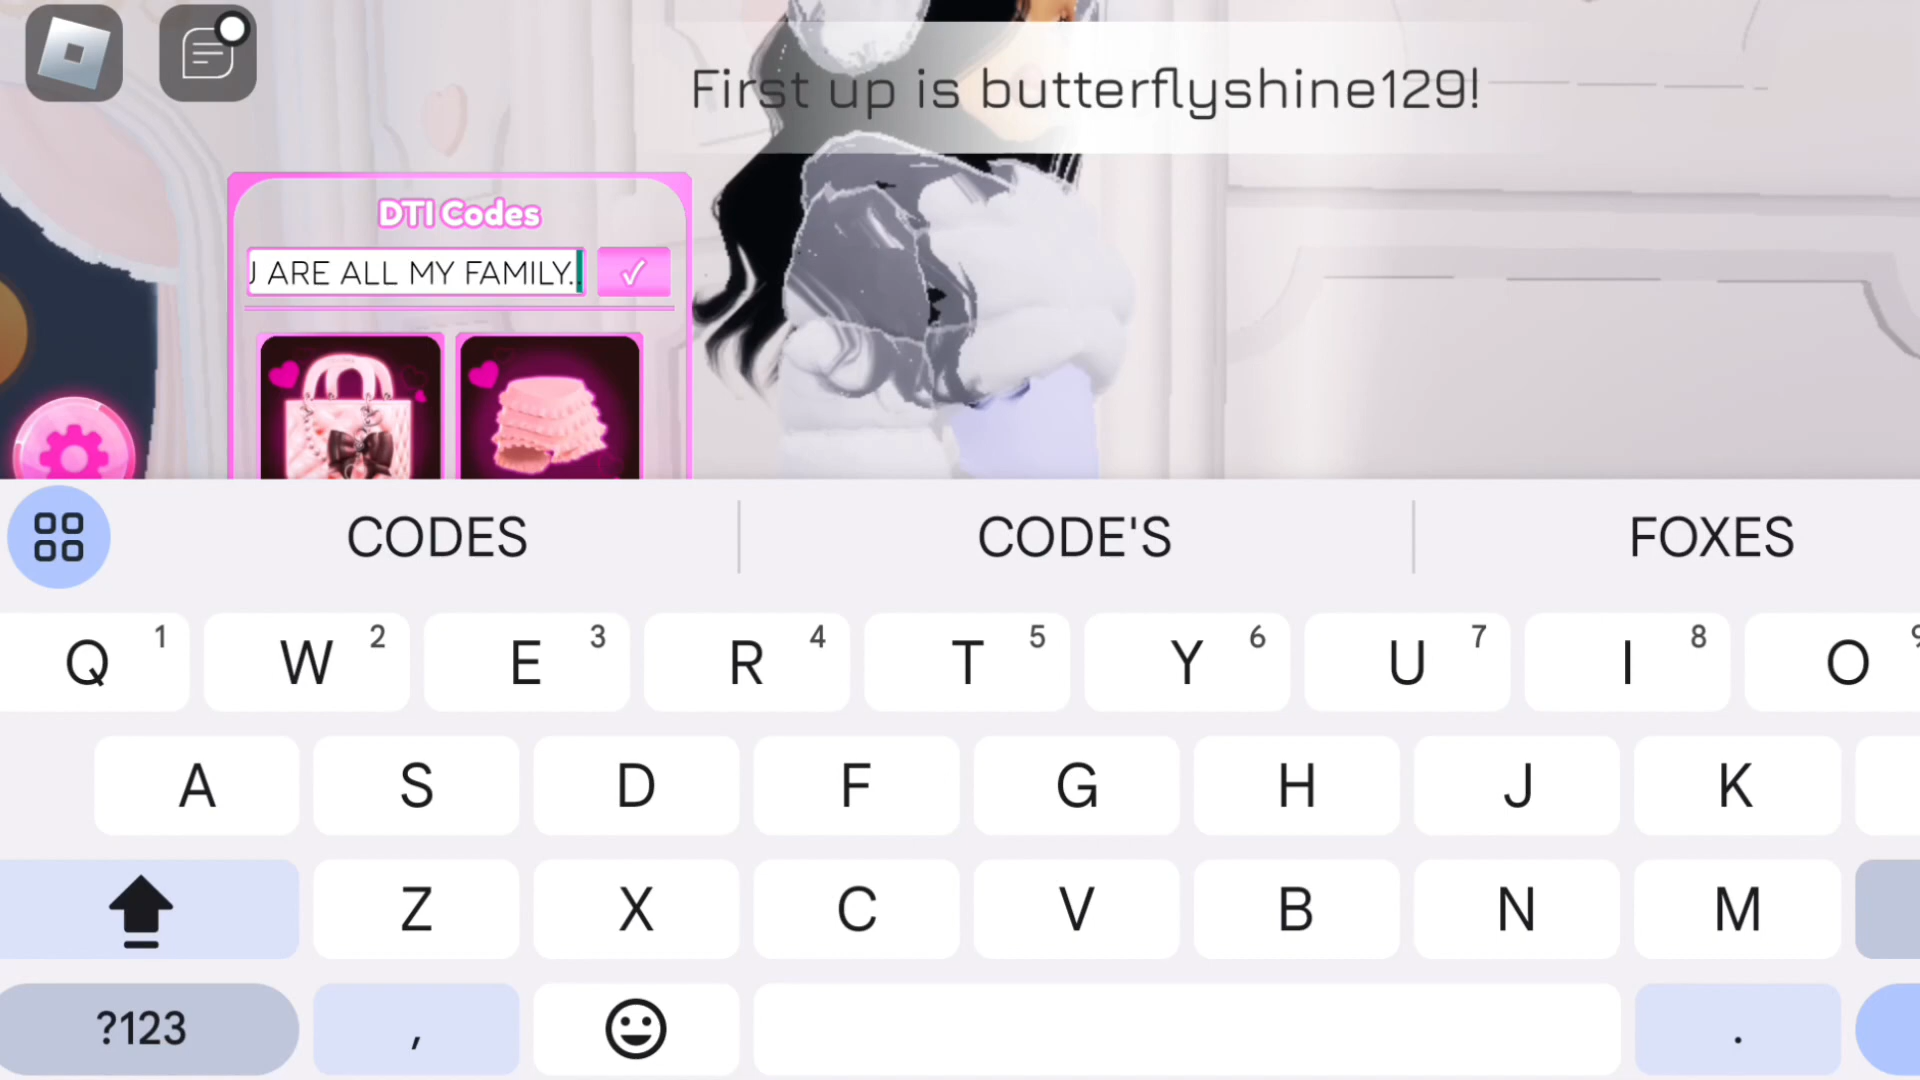 First up is butterflyshine129!
DTI Codes
J ARE ALL MY FAMILY..
✓
CODES CODE'S FOXES
Q 1 W 2 E 3 R 4 T 5 Y 6 U 7 I 8 O 9
A S D F G H J K
Z X C V B N M
?123 , .